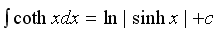 ∫ coth xdx = ln | sinh x | +c